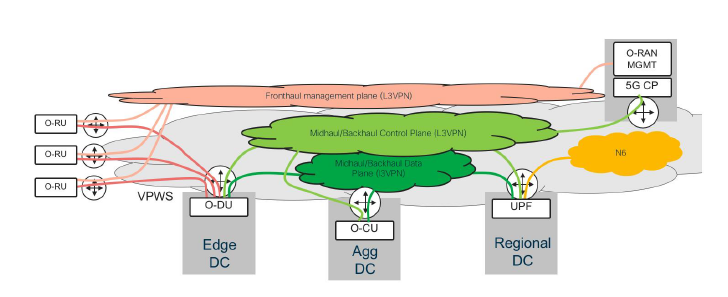 O-RAN
MGMT
5G CP
Fronthaul management plane (L3VPN)
O-RU
Midhaul/Backhaul Control Plane (L3VPN)
O-RU
N6
Midhaul/Backhaul Data
Plane (l3VPN)
O-RU
VPWS
O-DU
UPF
O-CU
Edge
DC
Agg
DC
Regional
DC